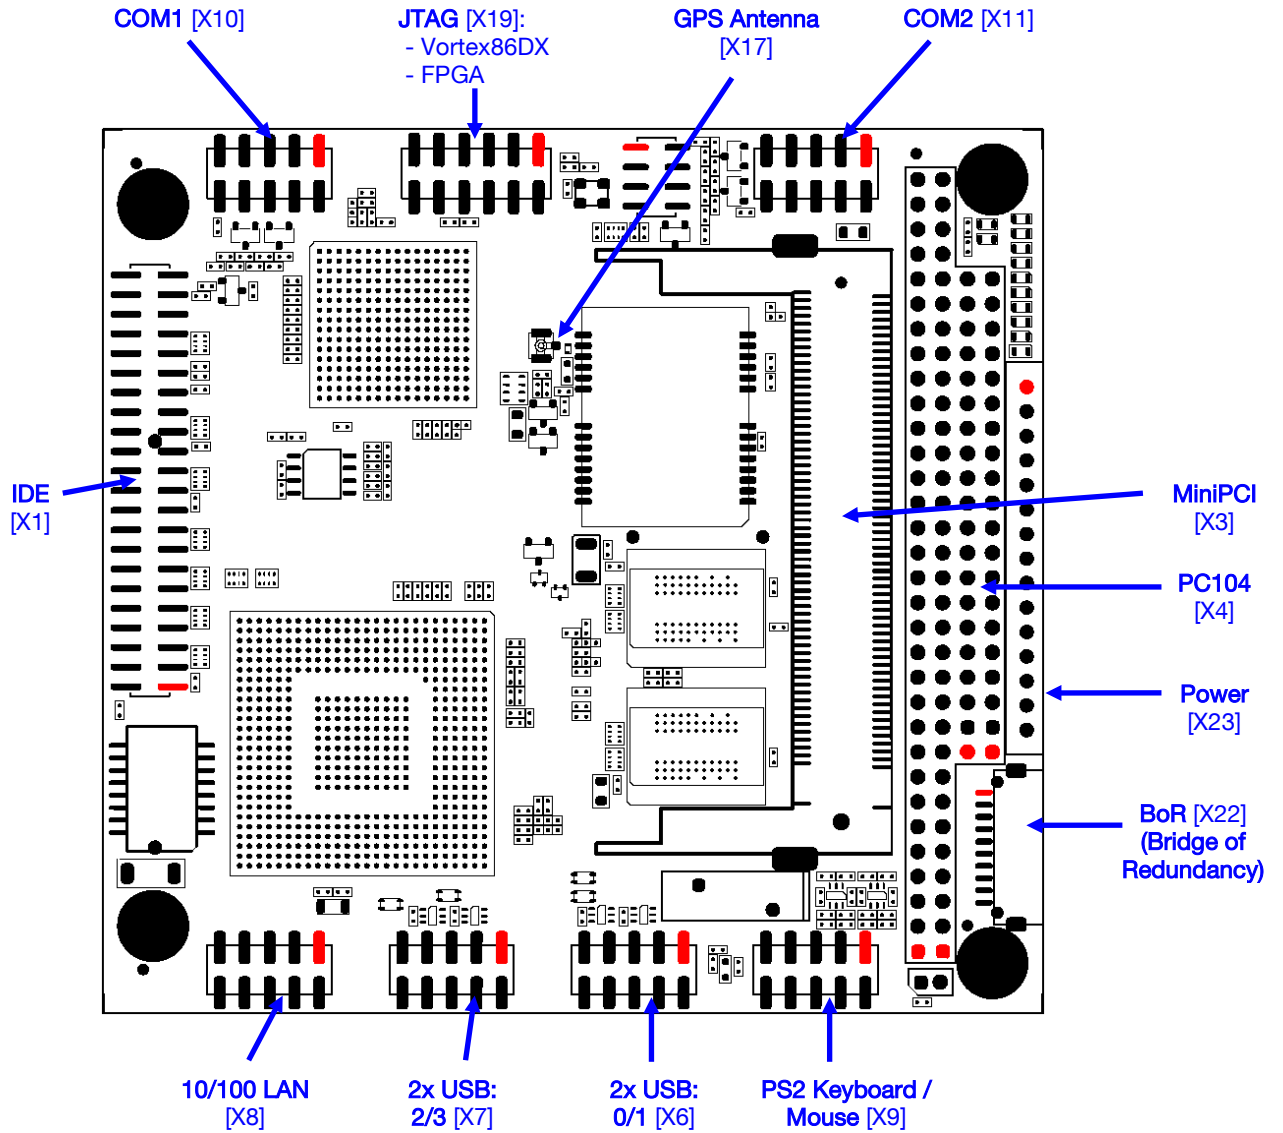 COM1 [X10]
JTAG [X19]:
- Vortex86DX
- FPGA
GPS Antenna
[X17]
COM2 [X11]
IDE
[X1]
MiniPCI
[X3]
PC104
[X4]
Power
[X23]
BoR [X22]
(Bridge of
Redundancy)
10/100 LAN
[X8]
2x USB:
2/3 [X7]
2x USB:
0/1 [X6]
PS2 Keyboard /
Mouse [X9]